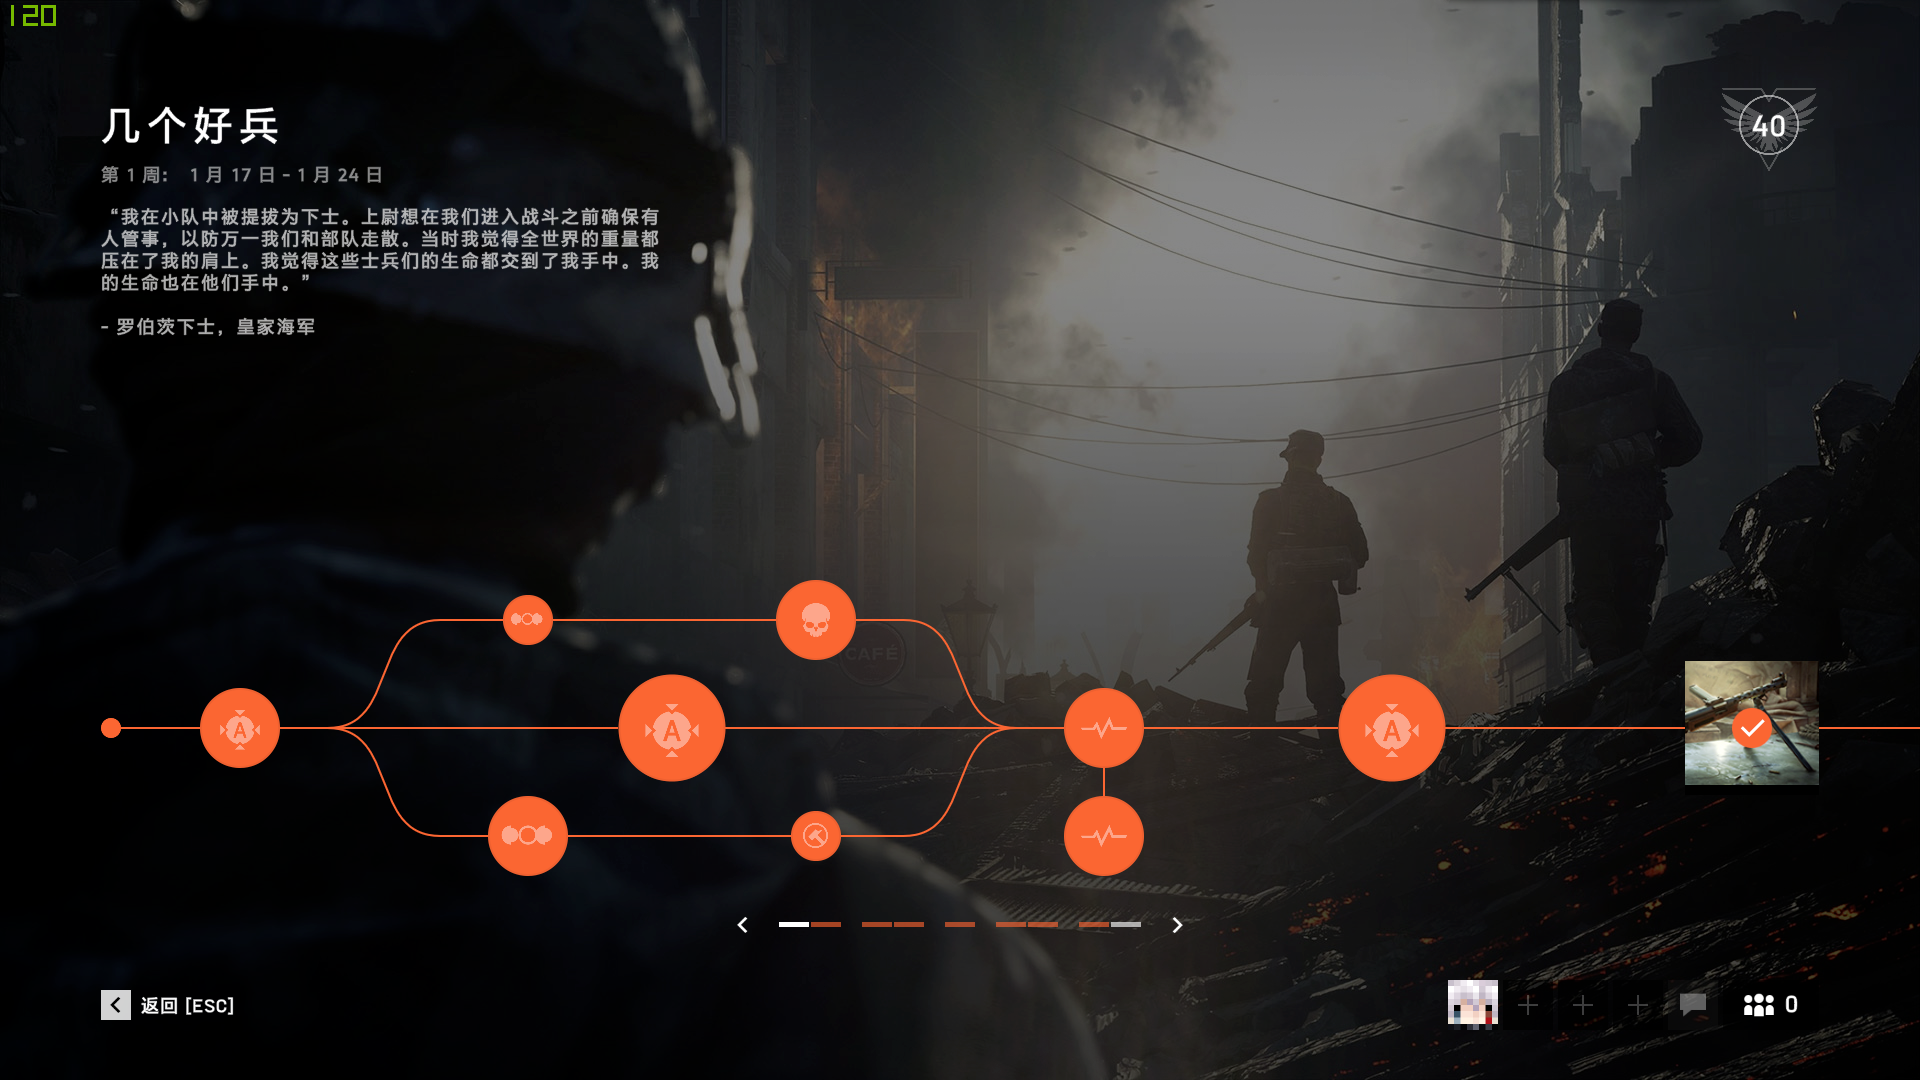 120
几个好兵
40
第 1 周: 1 月 17 日 - 1 月 24 日
“我在小队中被提拔为下士。上尉想在我们进入战斗之前确保有
人管事，以防万一我们和部队走散。当时我觉得全世界的重量都
压在了我的肩上。我觉得这些士兵们的生命都交到了我手中。我
的生命也在他们手中。”
- 罗伯茨下士，皇家海军
CAFÉ
A
A
A
返回 [ESC]
0